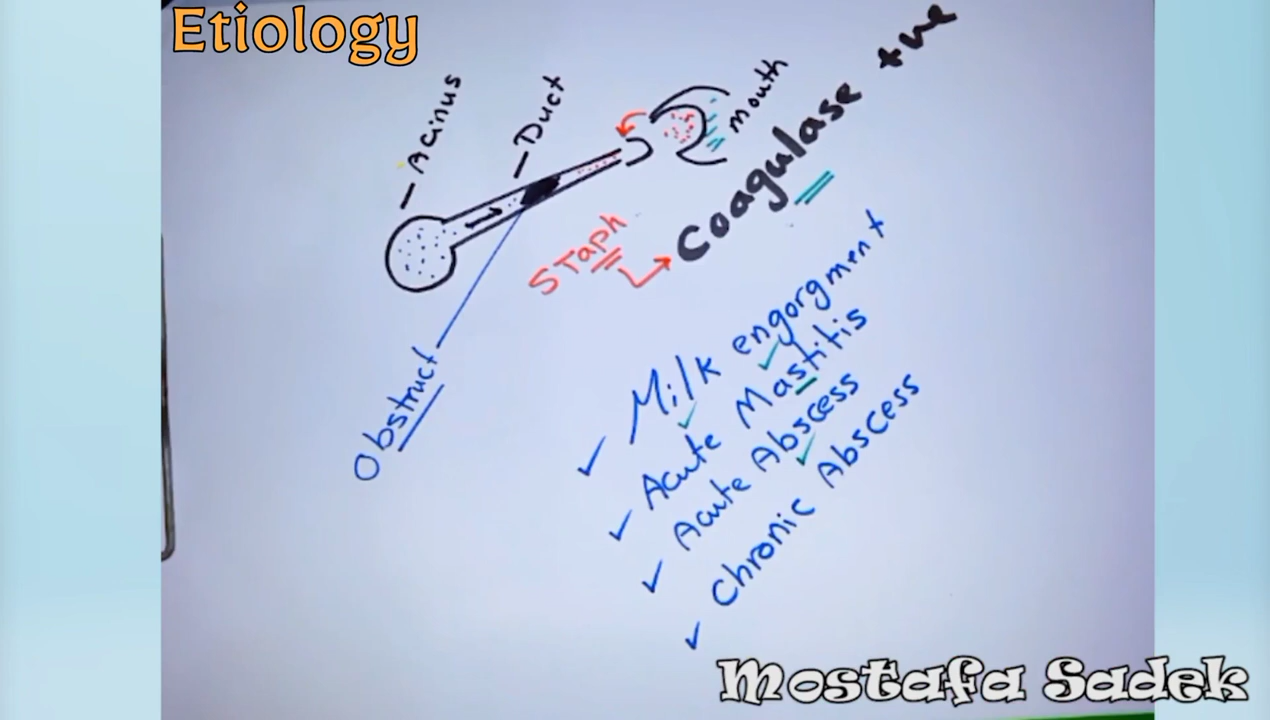 Etiology
Acinus
Duct
mouth
Coagulase +ve
STaph
Obstruct
Milk engorgment
Acute Mastitis
Acute Abscess
Chronic Abscess
Mostafa Sadek